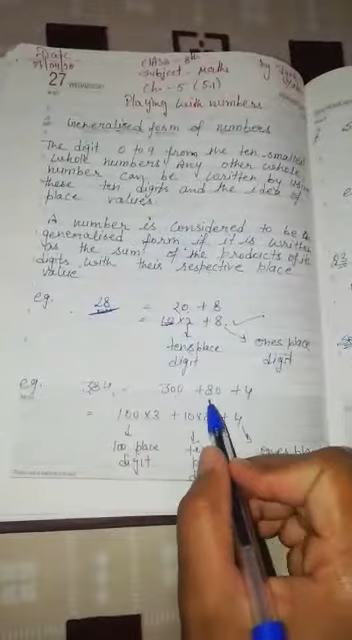 Date
27
CLASS - 8th
Subject - Maths
Ch - 5 (5.1)
Playing with numbers
Generalised form of numbers
The digit 0 to 9 from the ten smallest
whole numbers. Any other whole
number can be written by using
these ten digits and the idea of
place values.
A number is considered to be a
generalised form if it is written
as the sum of the products of its
digits with their respective place
value
eg. 28 = 20 + 8
= 10 x 2 + 8
tens place digit
ones place digit
eg. 384 = 300 + 80 + 4
= 100 x 3 + 10 x + 4
100 place digit
ones